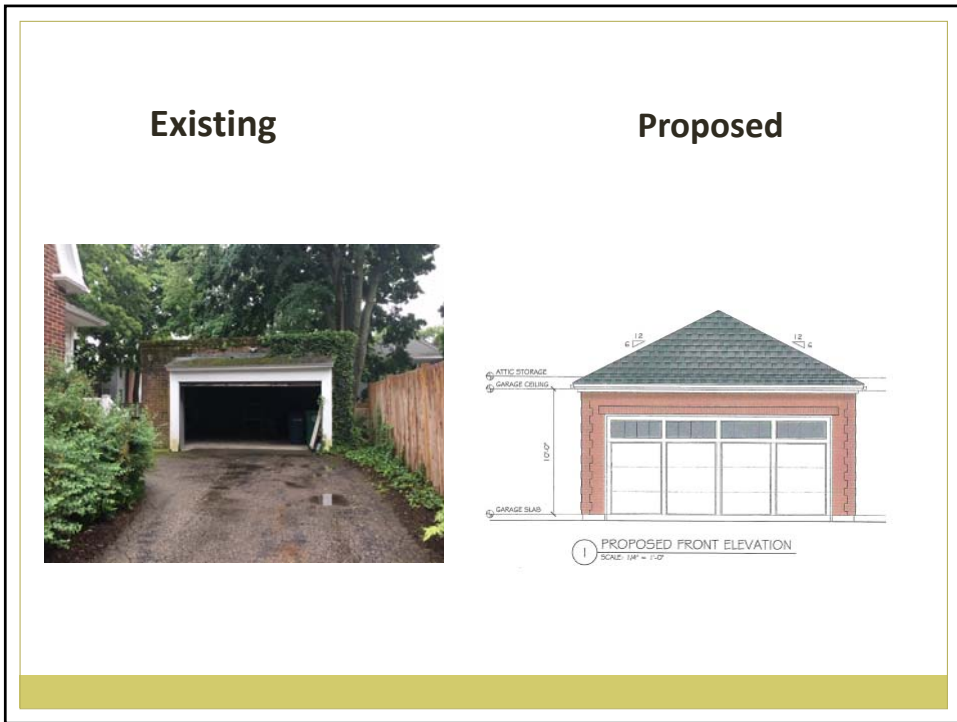 Existing
Proposed
12
6
12
6
ATTIC STORAGE
GARAGE CEILING
10'-0"
GARAGE SLAB
1
PROPOSED FRONT ELEVATION
SCALE: 1/4" = 1'-0"